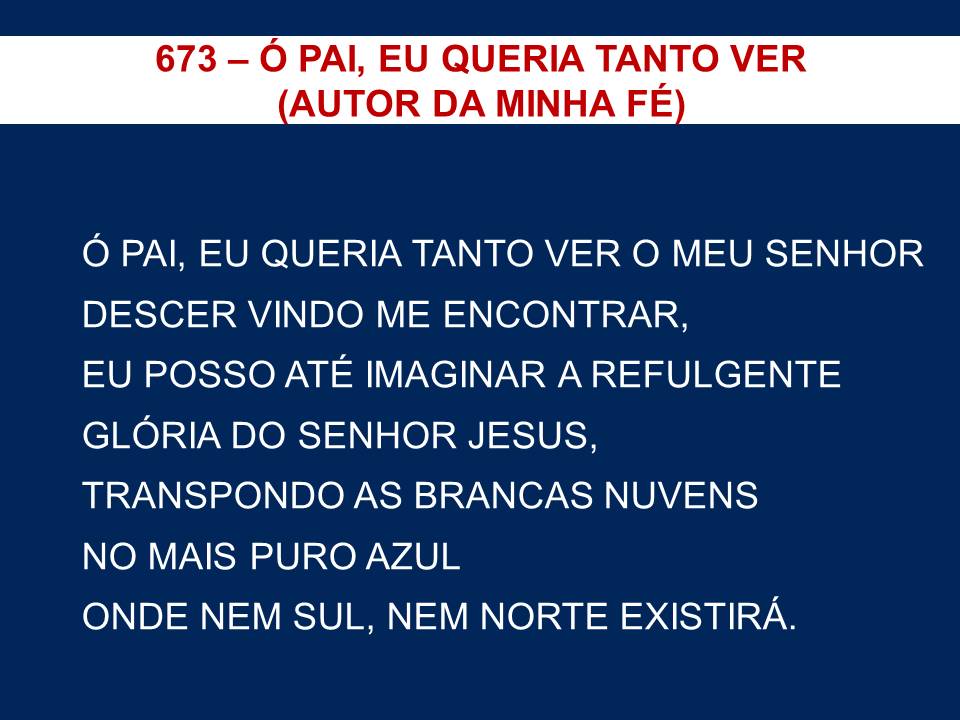 673 – Ó PAI, EU QUERIA TANTO VER
(AUTOR DA MINHA FÉ)
Ó PAI, EU QUERIA TANTO VER O MEU SENHOR
DESCER VINDO ME ENCONTRAR,
EU POSSO ATÉ IMAGINAR A REFULGENTE
GLÓRIA DO SENHOR JESUS,
TRANSPONDO AS BRANCAS NUVENS
NO MAIS PURO AZUL
ONDE NEM SUL, NEM NORTE EXISTIRÁ.